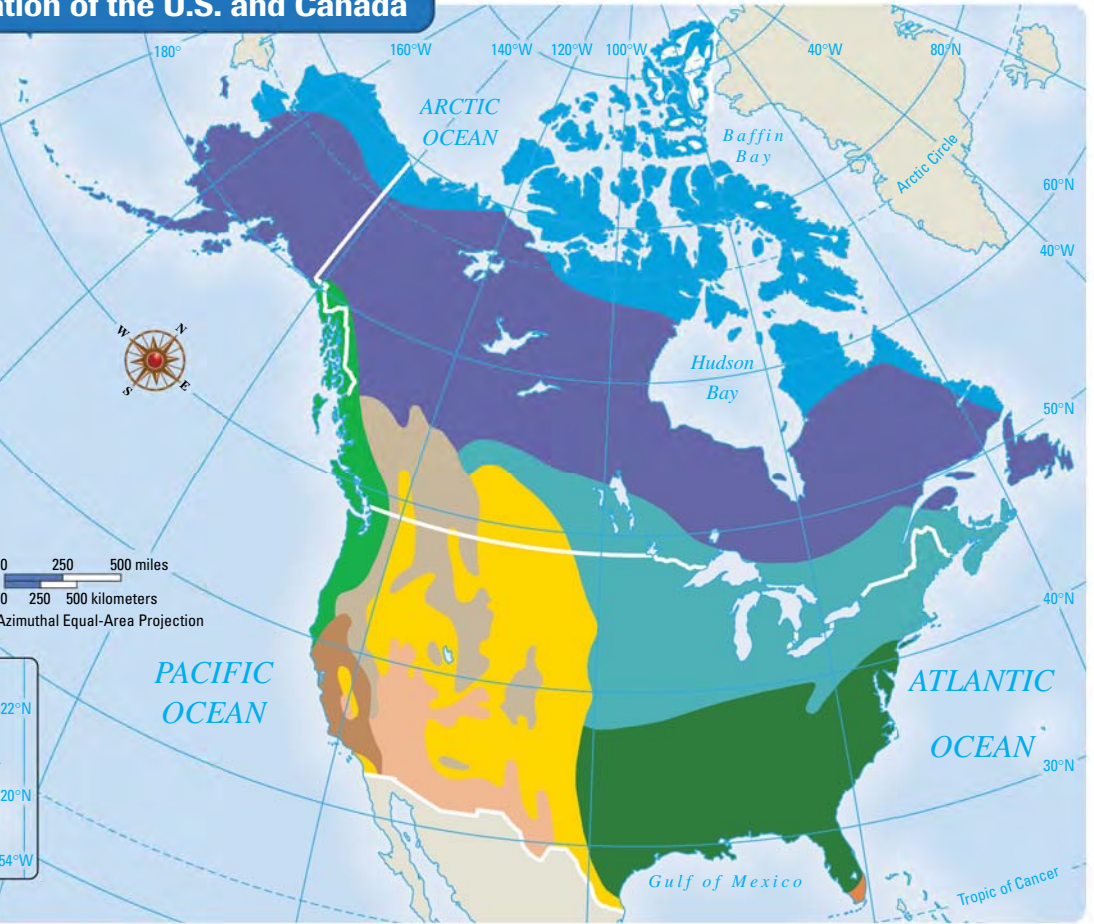 ation of the U.S. and Canada
180°
160°W
140°W
120°W
100°W
40°W
80°N
ARCTIC
OCEAN
Baffin
Bay
Arctic Circle
60°N
40°W
W
N
S
E
Hudson
Bay
50°N
0 250 500 miles
0 250 500 kilometers
Azimuthal Equal-Area Projection
40°N
PACIFIC
OCEAN
ATLANTIC
OCEAN
22°N
20°N
30°N
54°W
Gulf of Mexico
Tropic of Cancer